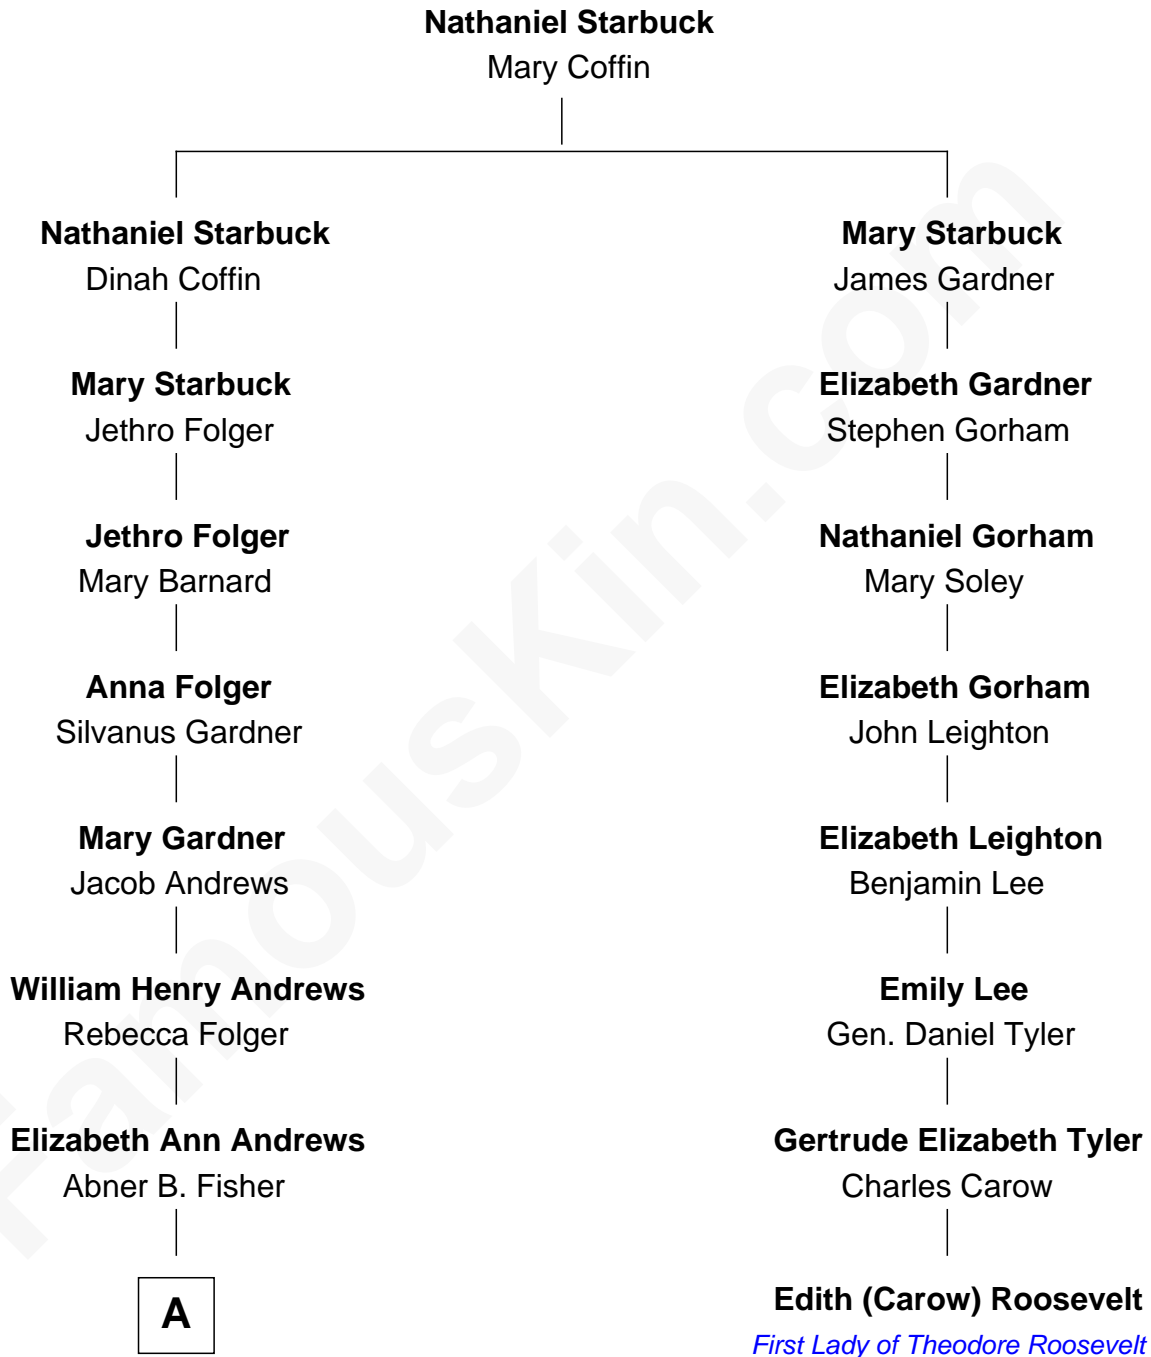 Nathaniel Starbuck
Mary Coffin
Nathaniel Starbuck
Dinah Coffin
Mary Starbuck
Jethro Folger
Jethro Folger
Mary Barnard
Anna Folger
Silvanus Gardner
Mary Gardner
Jacob Andrews
William Henry Andrews
Rebecca Folger
Elizabeth Ann Andrews
Abner B. Fisher
A
Mary Starbuck
James Gardner
Elizabeth Gardner
Stephen Gorham
Nathaniel Gorham
Mary Soley
Elizabeth Gorham
John Leighton
Elizabeth Leighton
Benjamin Lee
Emily Lee
Gen. Daniel Tyler
Gertrude Elizabeth Tyler
Charles Carow
Edith (Carow) Roosevelt
First Lady of Theodore Roosevelt
FamousKin.com